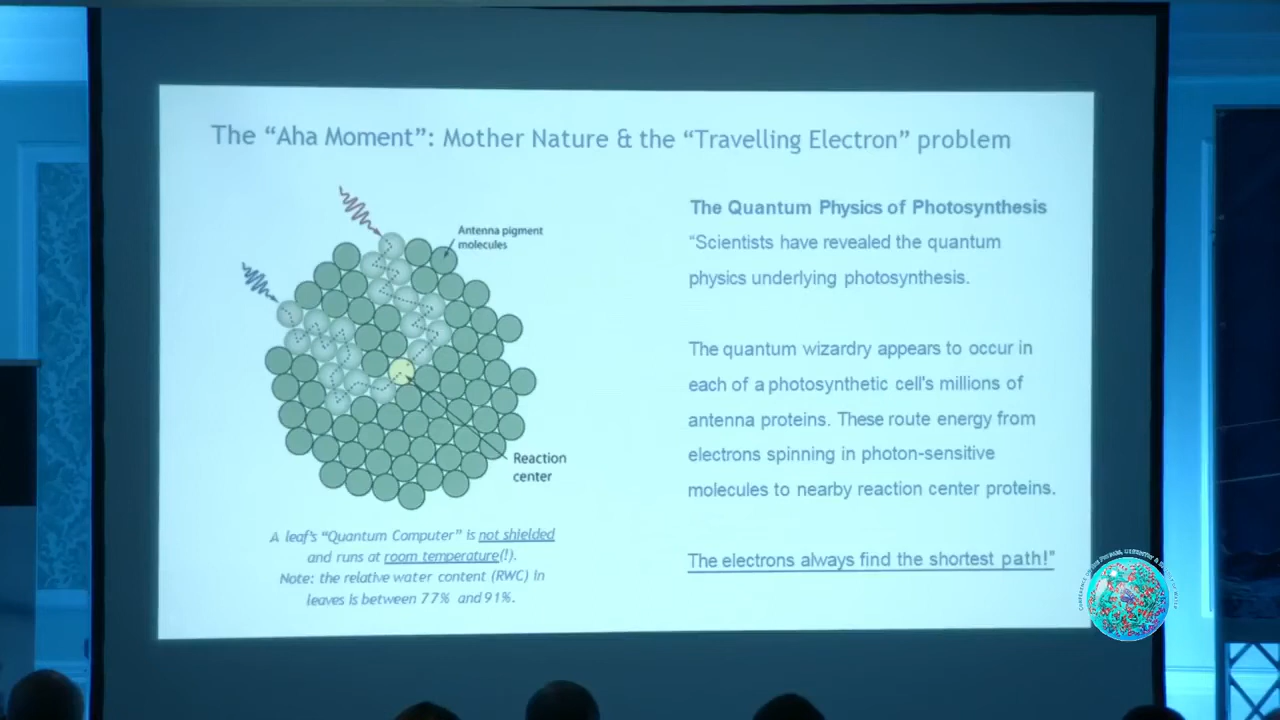 The “Aha Moment”: Mother Nature & the “Travelling Electron” problem
Antenna pigment
molecules
Reaction
center
A leaf's “Quantum Computer” is not shielded
and runs at room temperature(!).
Note: the relative water content (RWC) in
leaves is between 77% and 91%.
The Quantum Physics of Photosynthesis
“Scientists have revealed the quantum
physics underlying photosynthesis.
The quantum wizardry appears to occur in
each of a photosynthetic cell's millions of
antenna proteins. These route energy from
electrons spinning in photon-sensitive
molecules to nearby reaction center proteins.
The electrons always find the shortest path!”